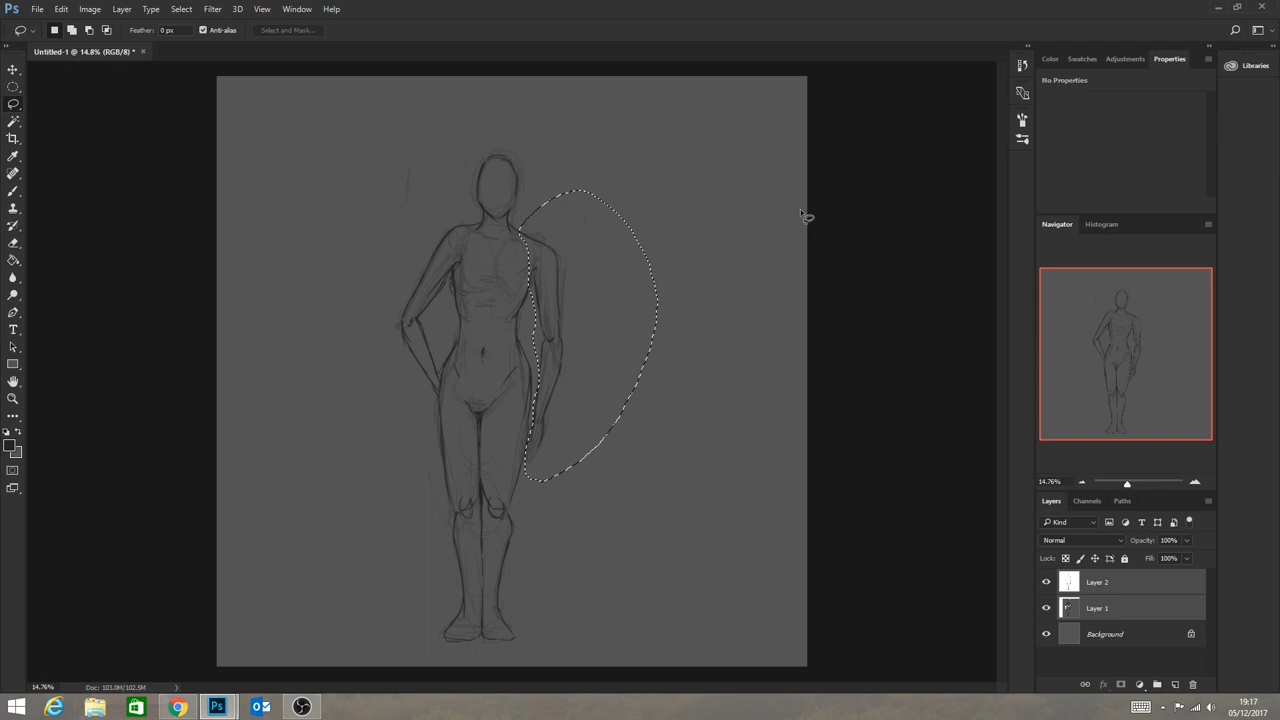 Ps File Edit Image Layer Type Select Filter 3D View Window Help
Feather: 0 px Anti-alias Select and Mask...
Untitled-1 @ 14.8% (RGB/8) * ×
Color Swatches Adjustments Properties
Libraries
No Properties
Navigator Histogram
14.76%
Layers Channels Paths
Kind
Normal Opacity: 100%
Lock: Fill: 100%
Layer 2
Layer 1
Background
14.76% Doc: 103.0M/102.5M
Ps
19:17
05/12/2017